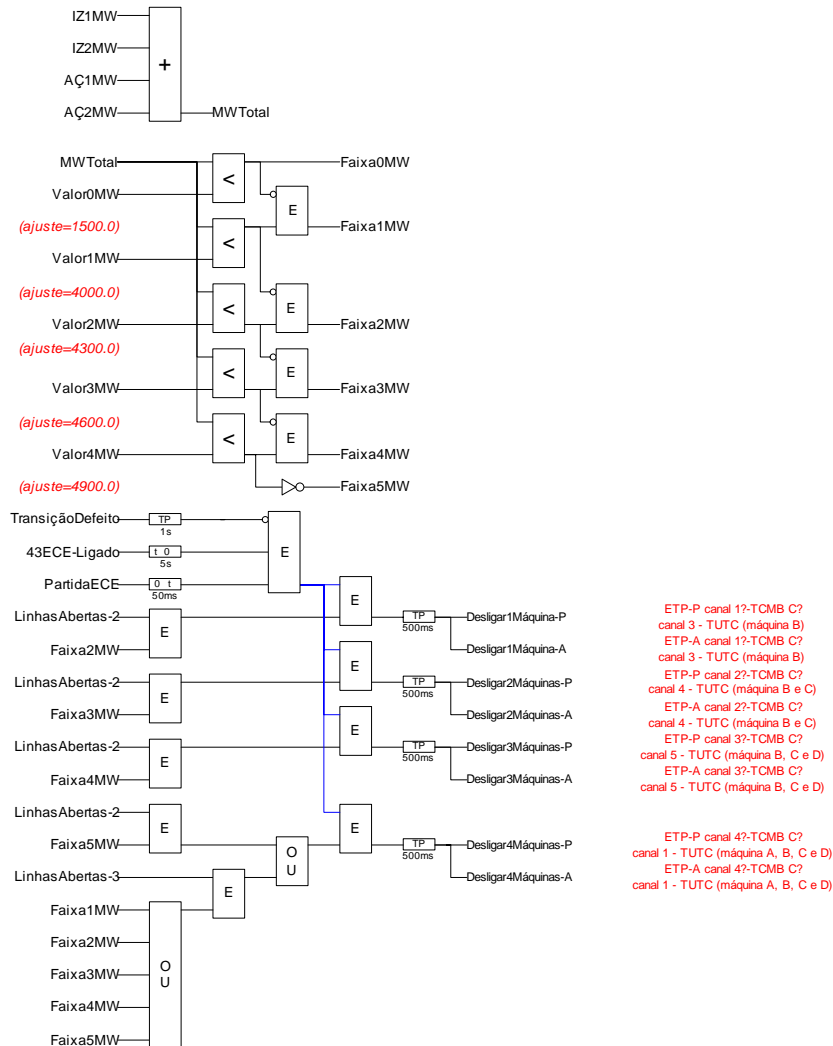 IZ1MW
IZ2MW
AÇ1MW
AÇ2MW
+
MWTotal
MWTotal
<
Faixa0MW
Valor0MW
E
(ajuste=1500.0)
Faixa1MW
<
Valor1MW
(ajuste=4000.0)
<
E
Valor2MW
Faixa2MW
(ajuste=4300.0)
<
E
Valor3MW
Faixa3MW
(ajuste=4600.0)
<
E
Valor4MW
Faixa4MW
(ajuste=4900.0)
Faixa5MW
TransiçãoDefeito
TP
1s
43ECE-Ligado
t 0
5s
E
PartidaECE
0 t
50ms
E
LinhasAbertas-2
E
TP
500ms
Desligar1Máquina-P
Faixa2MW
Desligar1Máquina-A
ETP-P canal 1?-TCMB C?
canal 3 - TUTC (máquina B)
ETP-A canal 1?-TCMB C?
canal 3 - TUTC (máquina B)
LinhasAbertas-2
E
E
TP
500ms
Desligar2Máquinas-P
Faixa3MW
Desligar2Máquinas-A
ETP-P canal 2?-TCMB C?
canal 4 - TUTC (máquina B e C)
ETP-A canal 2?-TCMB C?
canal 4 - TUTC (máquina B e C)
LinhasAbertas-2
E
E
TP
500ms
Desligar3Máquinas-P
Faixa4MW
Desligar3Máquinas-A
ETP-P canal 3?-TCMB C?
canal 5 - TUTC (máquina B, C e D)
ETP-A canal 3?-TCMB C?
canal 5 - TUTC (máquina B, C e D)
LinhasAbertas-2
E
E
Faixa5MW
OU
TP
500ms
Desligar4Máquinas-P
LinhasAbertas-3
Desligar4Máquinas-A
ETP-P canal 4?-TCMB C?
canal 1 - TUTC (máquina A, B, C e D)
ETP-A canal 4?-TCMB C?
canal 1 - TUTC (máquina A, B, C e D)
E
Faixa1MW
Faixa2MW
Faixa3MW
OU
Faixa4MW
Faixa5MW